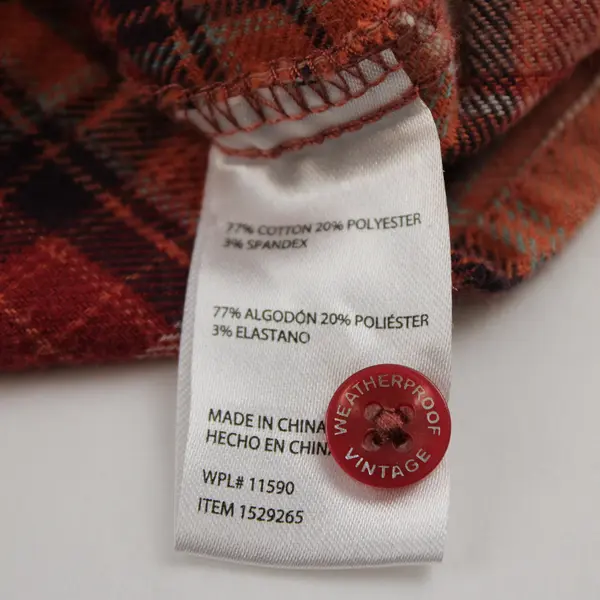 77% COTTON 20% POLYESTER
3% SPANDEX
77% ALGODÓN 20% POLIÉSTER
3% ELASTANO
MADE IN CHINA
HECHO EN CHINA
WPL# 11590
ITEM 1529265
WEATHERPROOF
VINTAGE